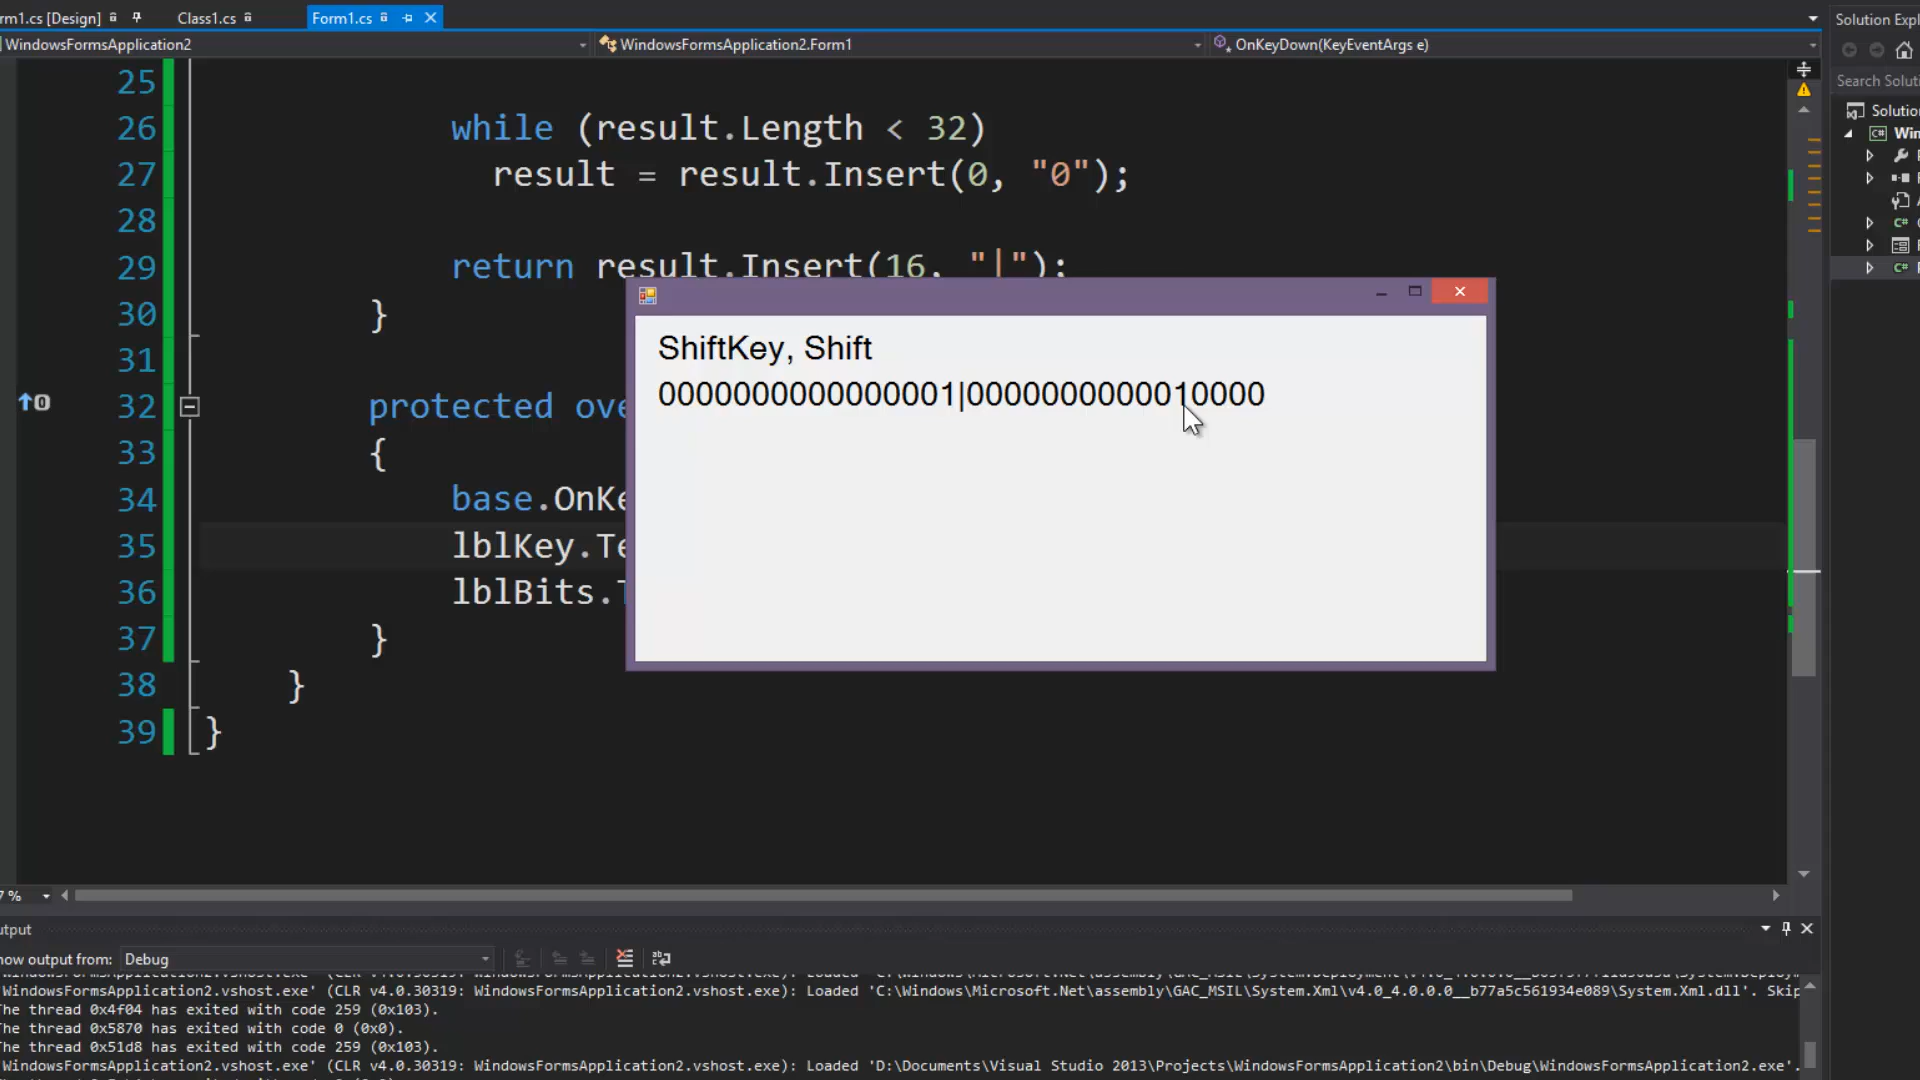 rm1.cs [Design]
Class1.cs
Form1.cs
Solution Expl
WindowsFormsApplication2
WindowsFormsApplication2.Form1
OnKeyDown(KeyEventArgs e)
Search Soluti
Solution
Win
25
26 while (result.Length < 32)
27 result = result.Insert(0, "0");
28
29 return result.Insert(16, "|");
30 }
31
32 protected ove
33 {
34 base.OnKe
35 lblKey.Te
36 lblBits.T
37 }
38 }
39 }
ShiftKey, Shift
0000000000000001|0000000000010000
7 %
utput
how output from: Debug
'WindowsFormsApplication2.vshost.exe' (CLR v4.0.30319: WindowsFormsApplication2.vshost.exe): Loaded 'C:\Windows\Microsoft.Net\assembly\GAC_MSIL\System.Xml\v4.0_4.0.0.0__b77a5c561934e089\System.Xml.dll'. Skip
The thread 0x4f04 has exited with code 259 (0x103).
The thread 0x5870 has exited with code 0 (0x0).
The thread 0x51d8 has exited with code 259 (0x103).
'WindowsFormsApplication2.vshost.exe' (CLR v4.0.30319: WindowsFormsApplication2.vshost.exe): Loaded 'D:\Documents\Visual Studio 2013\Projects\WindowsFormsApplication2\bin\Debug\WindowsFormsApplication2.exe'.